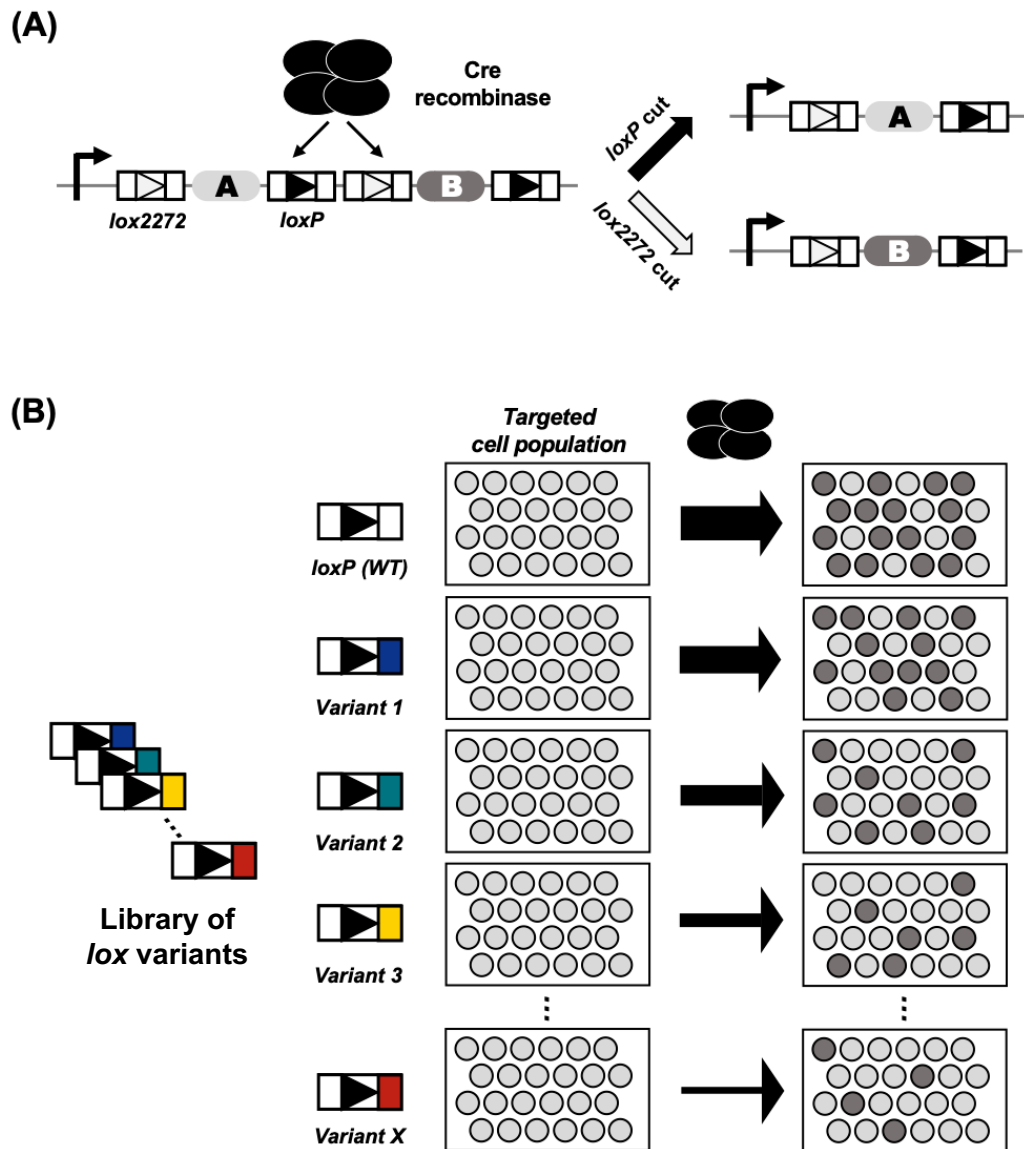 (A)
Cre
recombinase
A
B
lox2272
loxP
loxP cut
lox2272 cut
A
B
(B)
Targeted
cell population
loxP (WT)
Variant 1
Variant 2
Variant 3
Variant X
Library of
lox variants